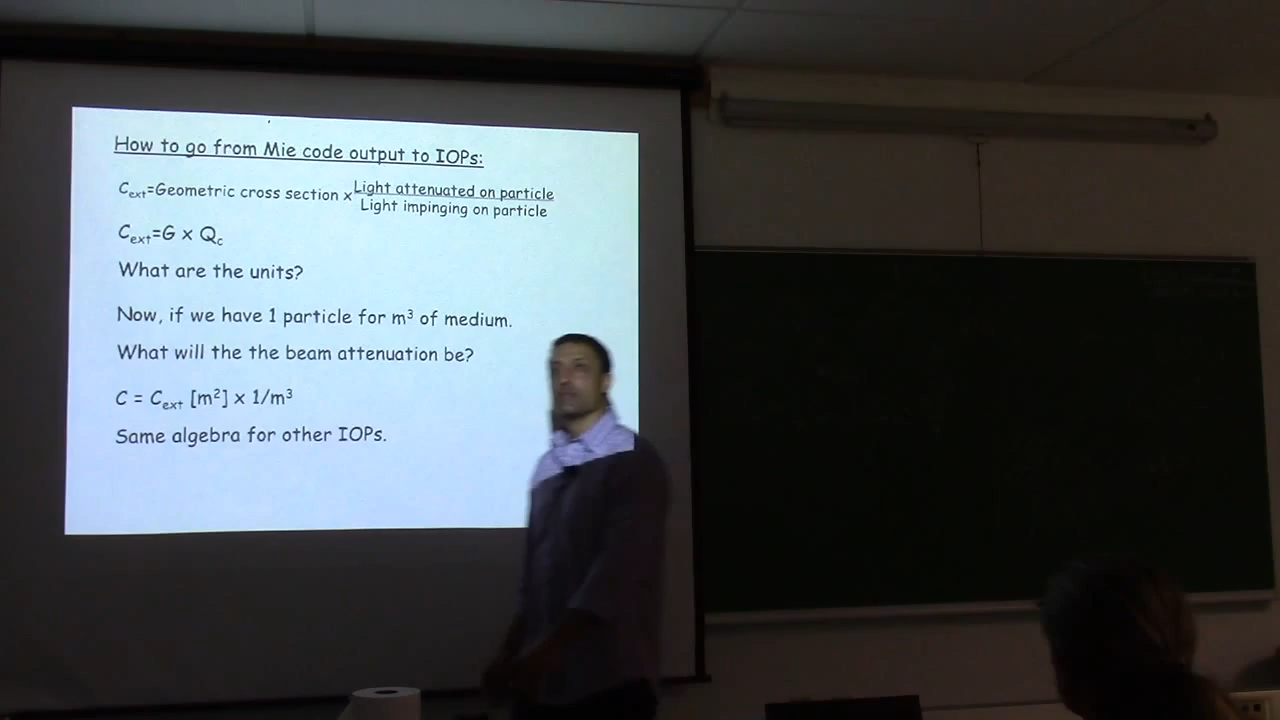 How to go from Mie code output to IOPs:
Cext=Geometric cross section x Light attenuated on particle
Light impinging on particle
Cext=G x Qc
What are the units?
Now, if we have 1 particle for m³ of medium.
What will the the beam attenuation be?
C = Cext [m²] x 1/m³
Same algebra for other IOPs.